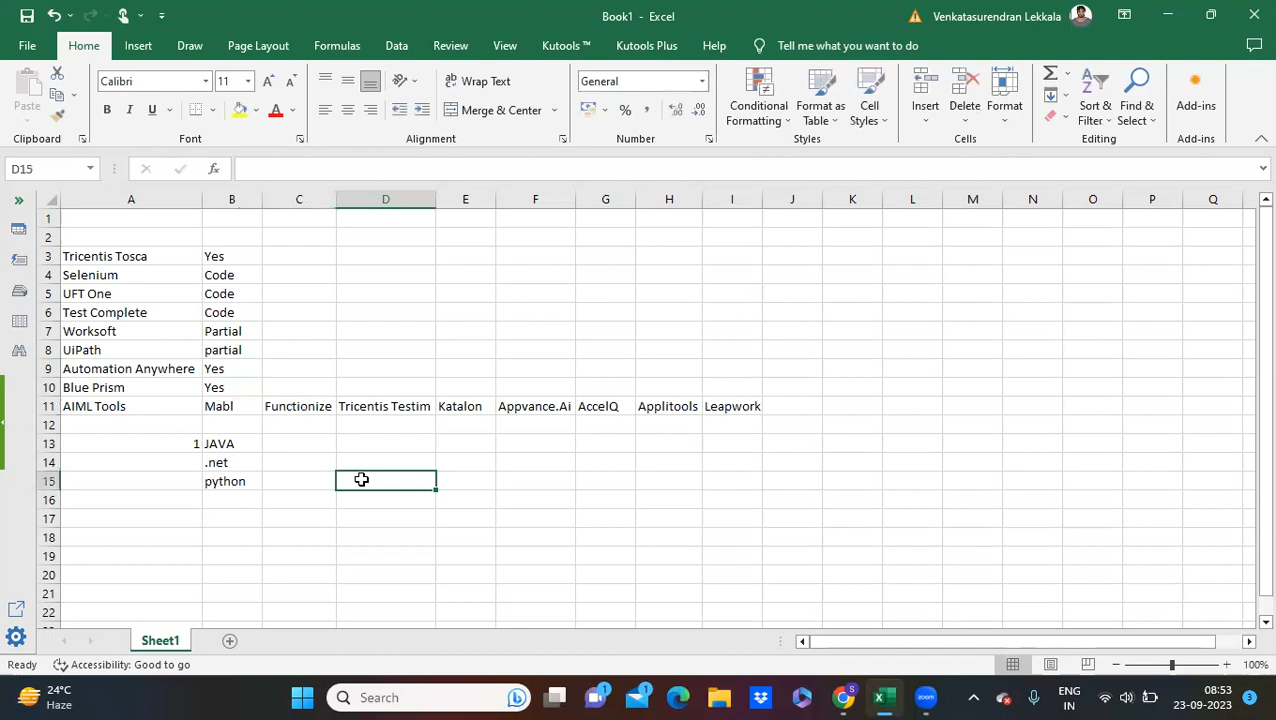 Book1 - Excel
Venkatasurendran Lekkala
File Home Insert Draw Page Layout Formulas Data Review View Kutools ™ Kutools Plus Help Tell me what you want to do
Paste
Calibri 11
B I U A
Wrap Text
Merge & Center
General
% ,
Conditional Formatting
Format as Table
Cell Styles
Insert
Delete
Format
Sort & Filter
Find & Select
Add-ins
Clipboard Font Alignment Number Styles Cells Editing Add-ins
D15 fx
A B C D E F G H I J K L M N O P Q
1
2
3 Tricentis Tosca Yes
4 Selenium Code
5 UFT One Code
6 Test Complete Code
7 Worksoft Partial
8 UiPath partial
9 Automation Anywhere Yes
10 Blue Prism Yes
11 AIML Tools Mabl Functionize Tricentis Testim Katalon Appvance.Ai AccelQ Applitools Leapwork
12
13 1 JAVA
14 .net
15 python
16
17
18
19
20
21
22
Sheet1
Ready Accessibility: Good to go 100%
24°C
Haze
Search
1
1
ENG
IN
08:53
23-09-2023
3